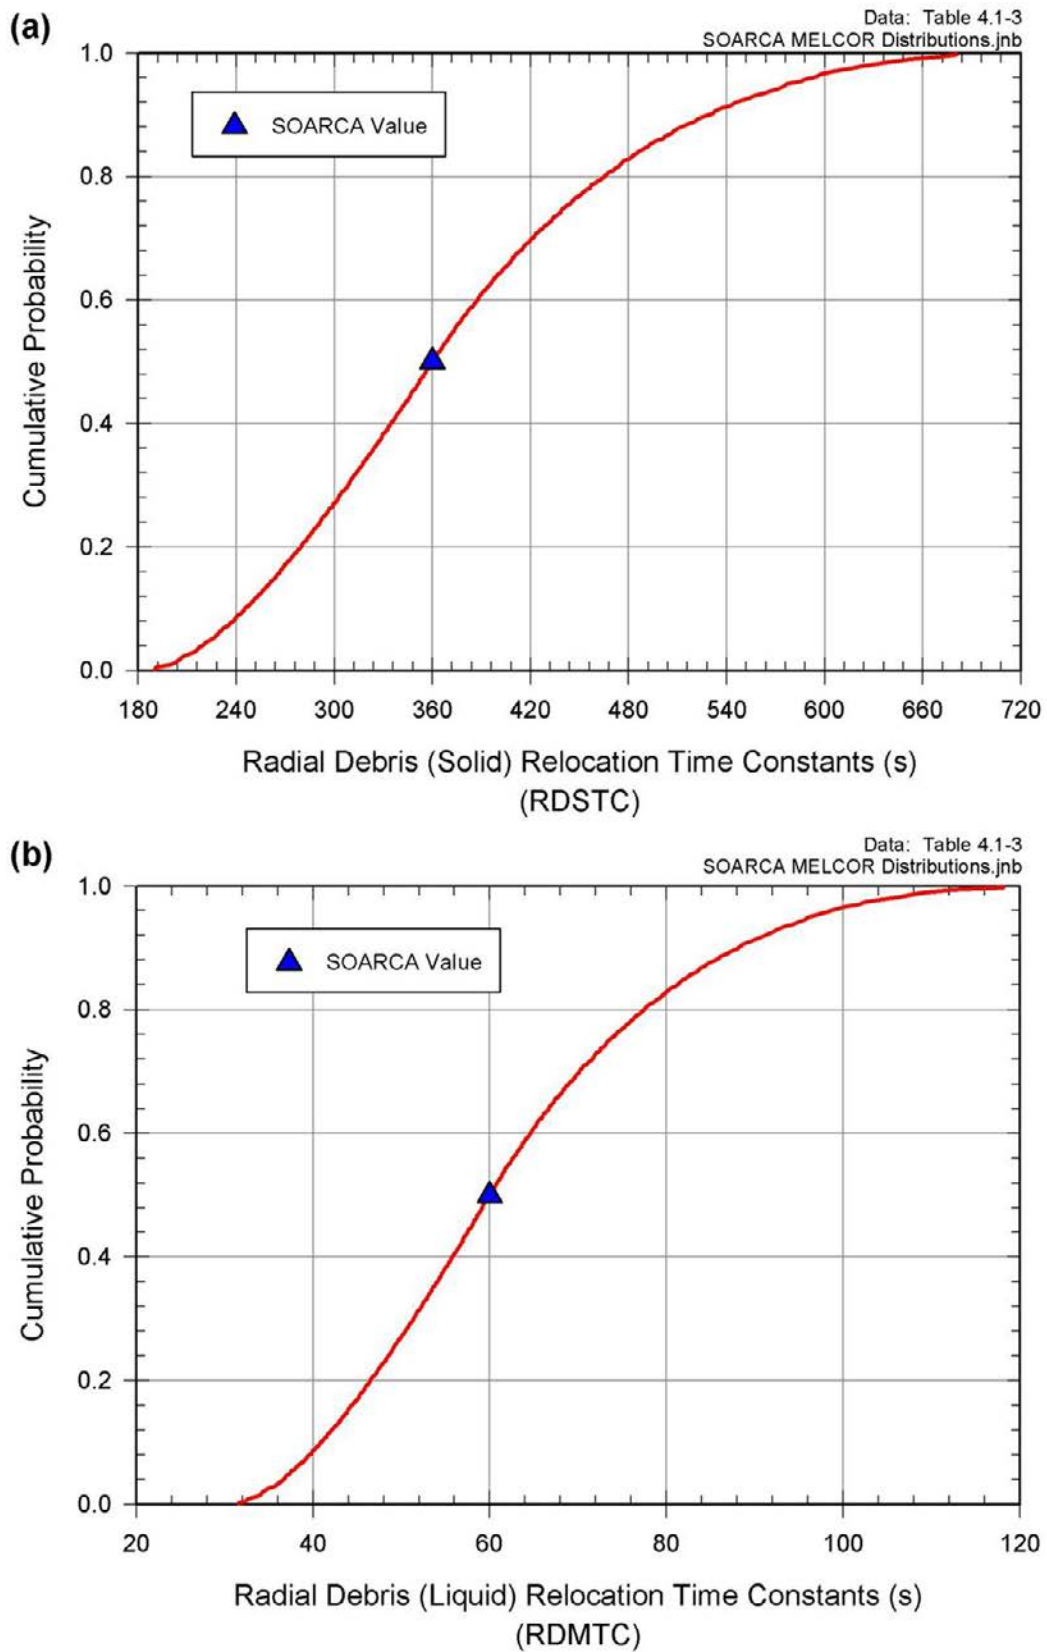 (a)
Data: Table 4.1-3
SOARCA MELCOR Distributions.jnb
1.0
SOARCA Value
0.8
0.6
0.4
0.2
0.0
Cumulative Probability
180 240 300 360 420 480 540 600 660 720
Radial Debris (Solid) Relocation Time Constants (s)
(RDSTC)
(b)
Data: Table 4.1-3
SOARCA MELCOR Distributions.jnb
1.0
SOARCA Value
0.8
0.6
0.4
0.2
0.0
Cumulative Probability
20 40 60 80 100 120
Radial Debris (Liquid) Relocation Time Constants (s)
(RDMTC)